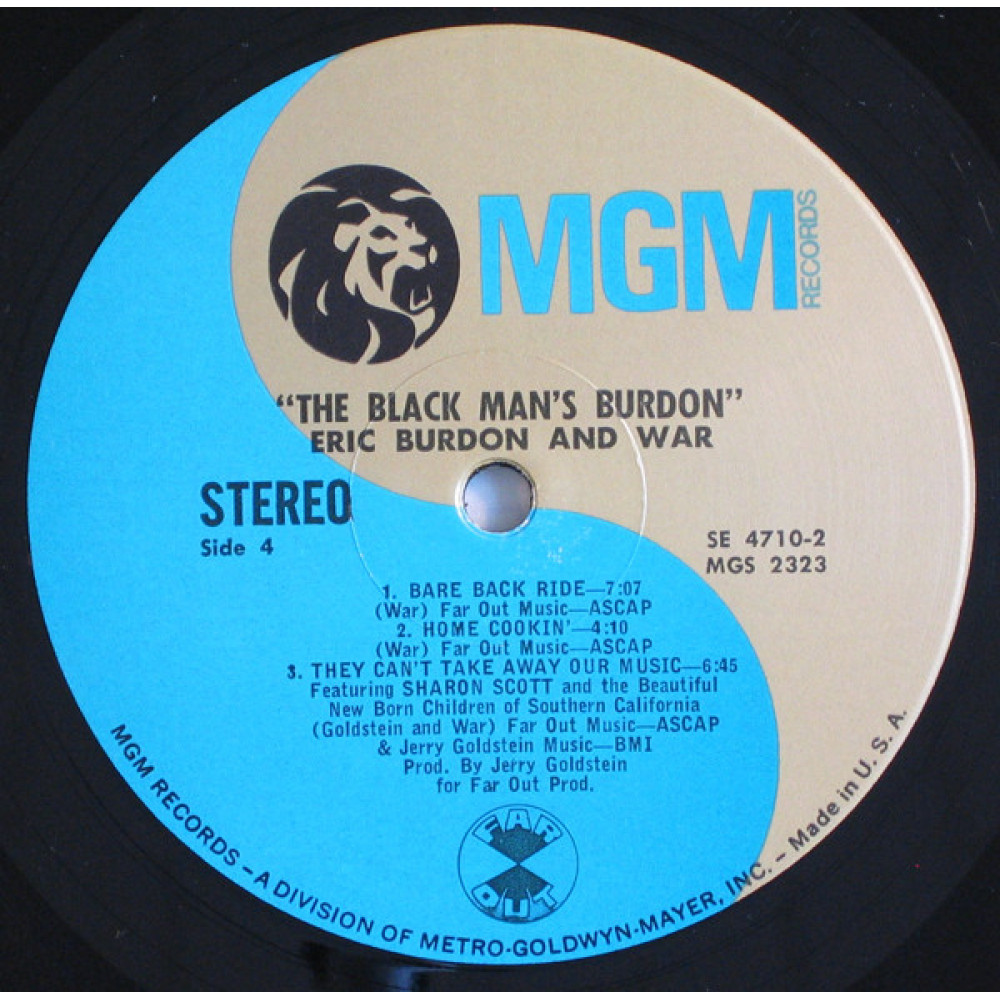 MGM
RECORDS
“THE BLACK MAN'S BURDON”
ERIC BURDON AND WAR
STEREO
Side 4
SE 4710-2
MGS 2323
1. BARE BACK RIDE—7:07
(War) Far Out Music—ASCAP
2. HOME COOKIN'—4:10
(War) Far Out Music—ASCAP
3. THEY CAN'T TAKE AWAY OUR MUSIC—6:45
Featuring SHARON SCOTT and the Beautiful
New Born Children of Southern California
(Goldstein and War) Far Out Music—ASCAP
& Jerry Goldstein Music—BMI
Prod. By Jerry Goldstein
for Far Out Prod.
FAR
OUT
MGM RECORDS – A DIVISION OF METRO-GOLDWYN-MAYER, INC. – Made in U. S. A.